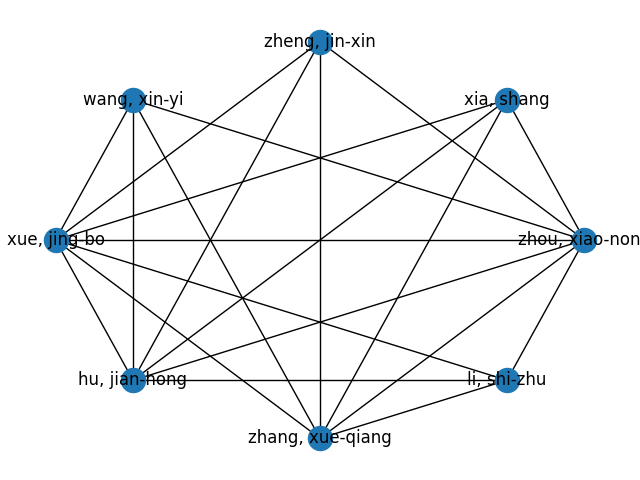 zheng, jin-xin
wang, xin-yi
xia, shang
xue, jing-bo
zhou, xiao-non
hu, jian-hong
li, shi-zhu
zhang, xue-qiang